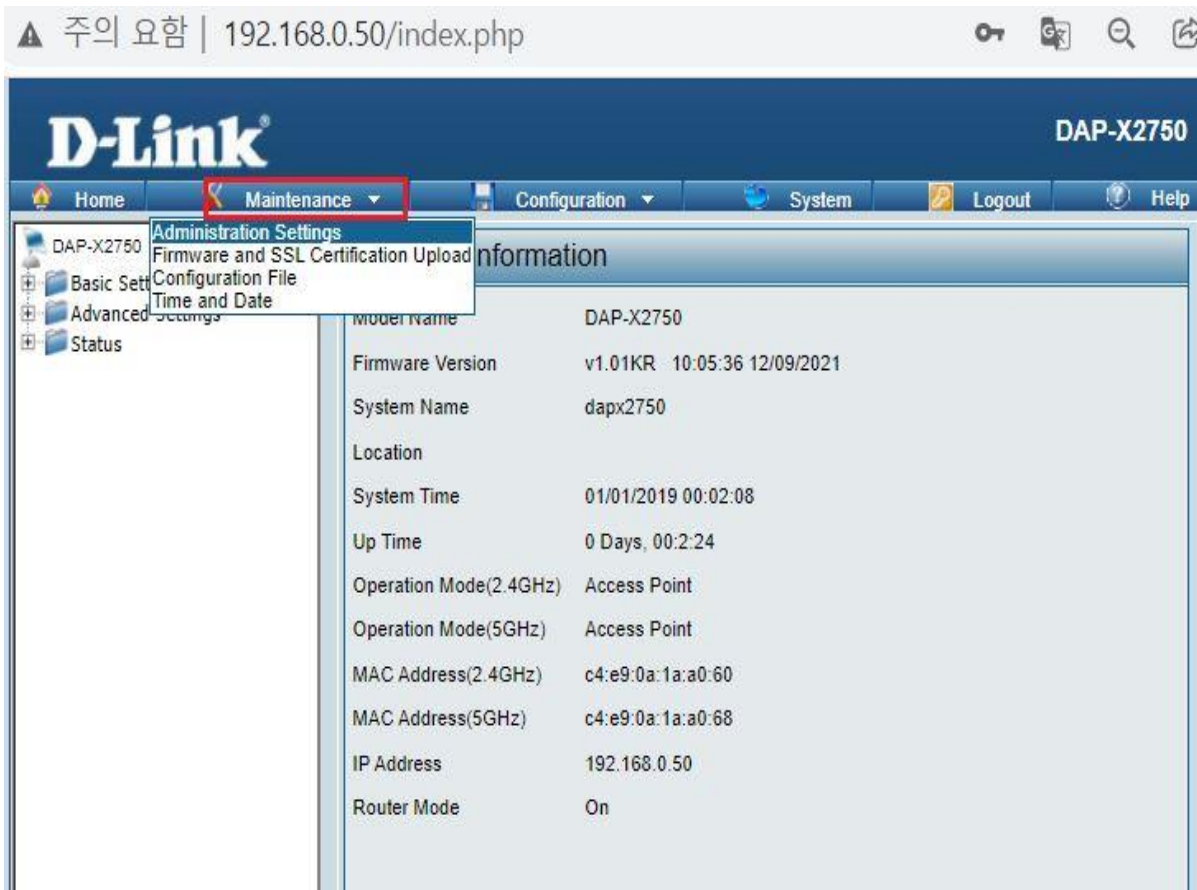 주의 요함 | 192.168.0.50/index.php
D-Link
DAP-X2750
Home Maintenance Configuration System Logout Help
DAP-X2750
Basic Sett
Advanced Settings
Status
Administration Settings
Firmware and SSL Certification Upload
Configuration File
Time and Date
nformation
Model Name DAP-X2750
Firmware Version v1.01KR 10:05:36 12/09/2021
System Name dapx2750
Location
System Time 01/01/2019 00:02:08
Up Time 0 Days, 00:2:24
Operation Mode(2.4GHz) Access Point
Operation Mode(5GHz) Access Point
MAC Address(2.4GHz) c4:e9:0a:1a:a0:60
MAC Address(5GHz) c4:e9:0a:1a:a0:68
IP Address 192.168.0.50
Router Mode On